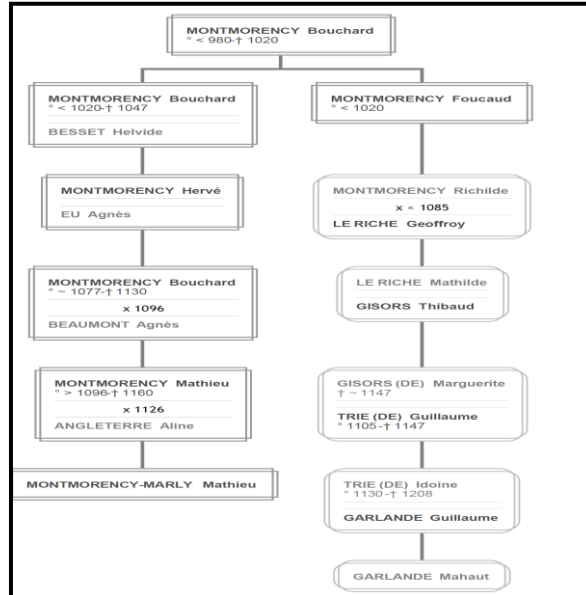 MONTMORENCY Bouchard
° < 980-† 1020
MONTMORENCY Bouchard
° < 1020-† 1047
BESSET Helvide
MONTMORENCY Foucaud
° < 1020
MONTMORENCY Hervé
EU Agnès
MONTMORENCY Richilde
x < 1085
LE RICHE Geoffroy
MONTMORENCY Bouchard
° ~ 1077-† 1130
x 1096
BEAUMONT Agnès
LE RICHE Mathilde
GISORS Thibaud
MONTMORENCY Mathieu
° > 1096-† 1160
x 1126
ANGLETERRE Aline
GISORS (DE) Marguerite
† ~ 1147
TRIE (DE) Guillaume
° 1105-† 1147
MONTMORENCY-MARLY Mathieu
TRIE (DE) Idoine
° 1130-† 1208
GARLANDE Guillaume
GARLANDE Mahaut